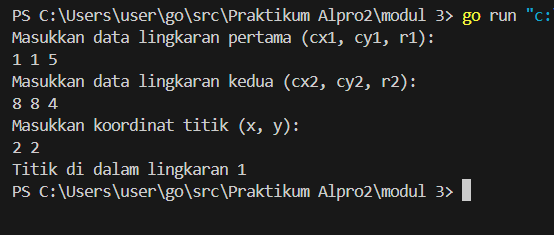 PS C:\Users\user\go\src\Praktikum Alpro2\modul 3> go run "c:
Masukkan data lingkaran pertama (cx1, cy1, r1):
1 1 5
Masukkan data lingkaran kedua (cx2, cy2, r2):
8 8 4
Masukkan koordinat titik (x, y):
2 2
Titik di dalam lingkaran 1
PS C:\Users\user\go\src\Praktikum Alpro2\modul 3>